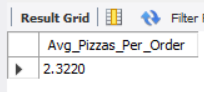 Result Grid Filter
Avg_Pizzas_Per_Order
2.3220